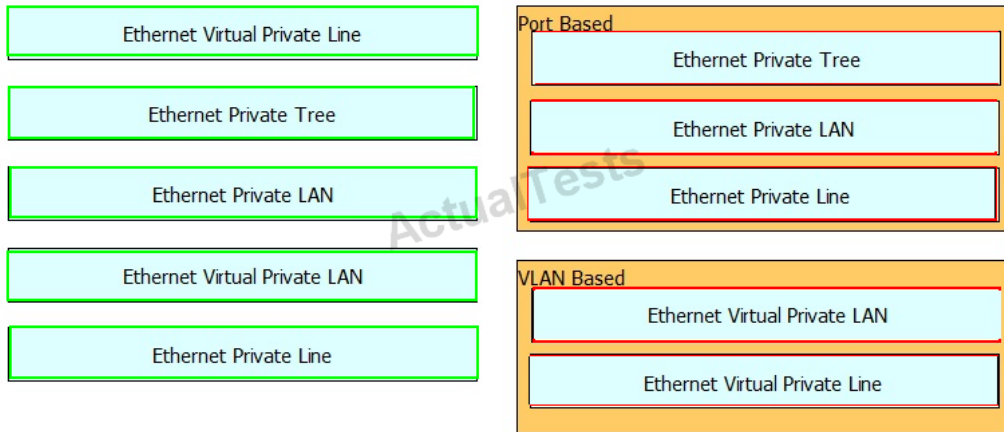 Ethernet Virtual Private Line
Ethernet Private Tree
Ethernet Private LAN
Ethernet Virtual Private LAN
Ethernet Private Line
Port Based
Ethernet Private Tree
Ethernet Private LAN
Ethernet Private Line
VLAN Based
Ethernet Virtual Private LAN
Ethernet Virtual Private Line
ActualTests